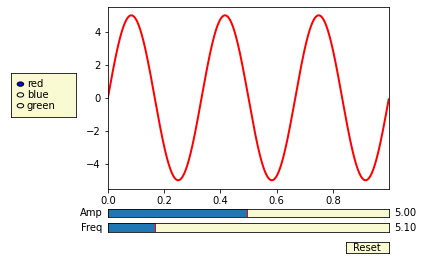 4
2
0
−2
−4
0.0 0.2 0.4 0.6 0.8
red
blue
green
Amp 5.00
Freq 5.10
Reset